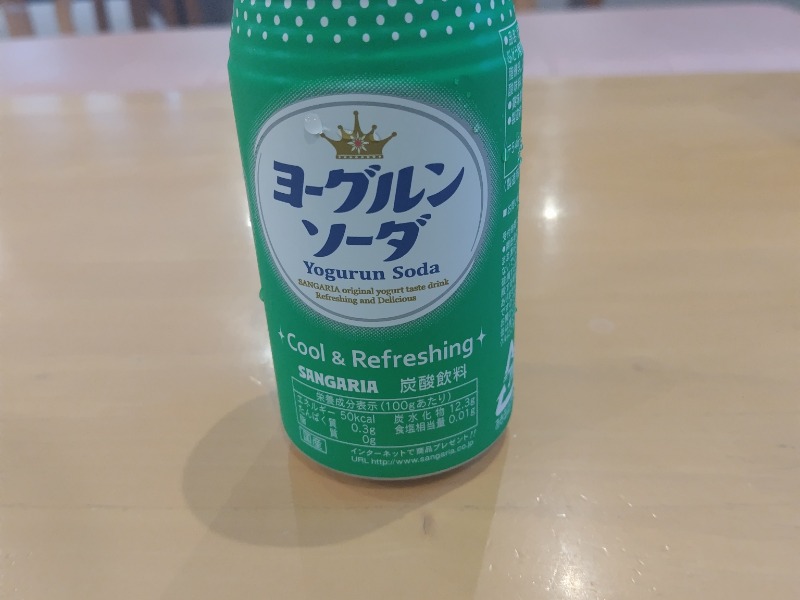 ヨーグルン
ソーダ
Yogurun Soda
SANGARIA original yogurt taste drink
Refreshing and Delicious
Cool & Refreshing
SANGARIA 炭酸飲料
栄養成分表示(100gあたり)
エネルギー 50kcal 炭水化物 12.3g
たんぱく質 0.3g 食塩相当量 0.01g
脂質 0g
国産
インターネットで商品プレゼント!!
URL http://www.sangaria.co.jp